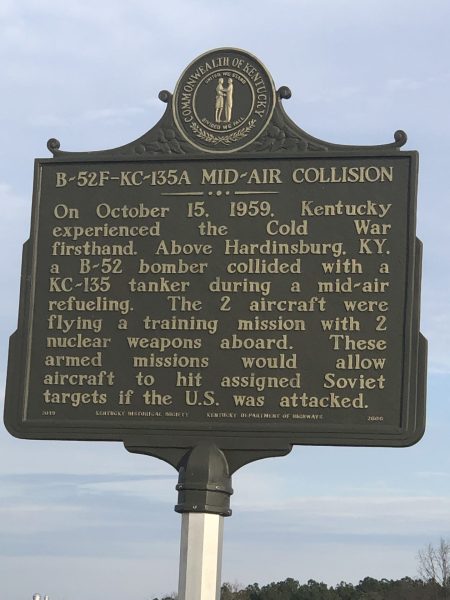 COMMONWEALTH OF KENTUCKY
UNITED WE STAND
DIVIDED WE FALL
B-52F-KC-135A MID-AIR COLLISION
On October 15, 1959, Kentucky
experienced the Cold War
firsthand. Above Hardinsburg, KY,
a B-52 bomber collided with a
KC-135 tanker during a mid-air
refueling. The 2 aircraft were
flying a training mission with 2
nuclear weapons aboard. These
armed missions would allow
aircraft to hit assigned Soviet
targets if the U.S. was attacked.
2019 KENTUCKY HISTORICAL SOCIETY KENTUCKY DEPARTMENT OF HIGHWAYS 2606